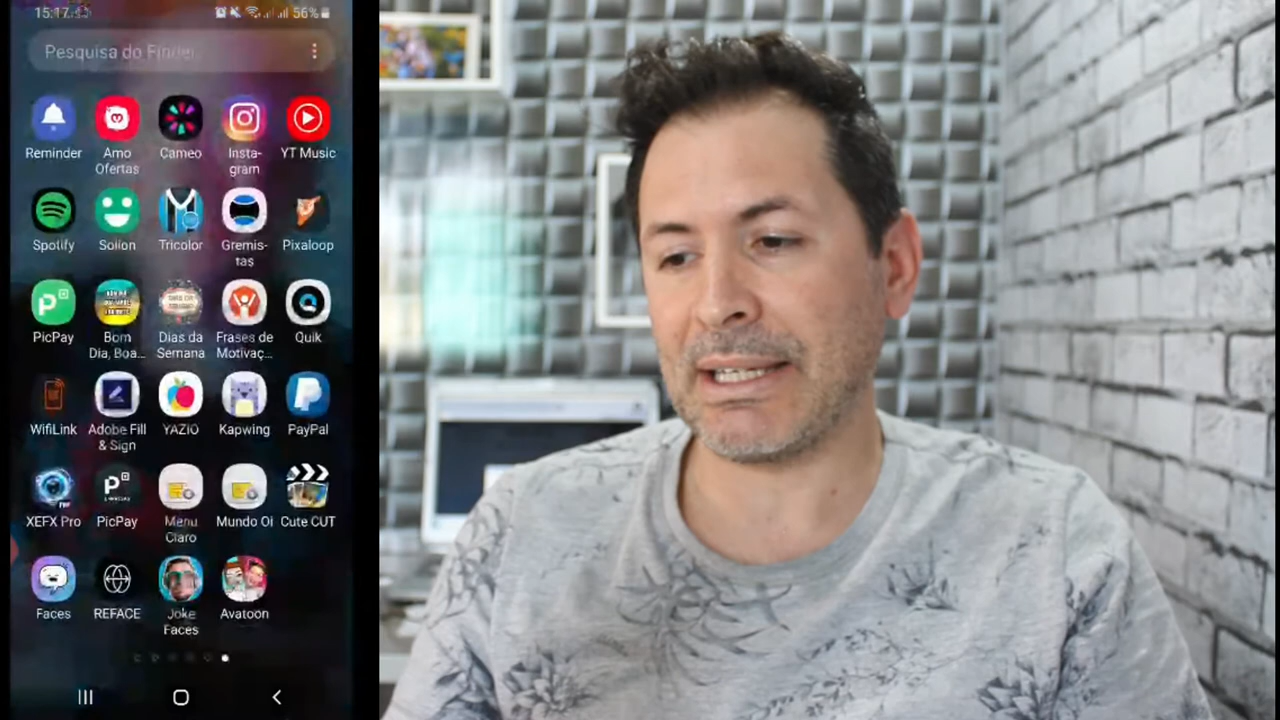 15:17
56%
Pesquisa do Finder
Reminder
Amo
Ofertas
Cameo
Insta-
gram
YT Music
Spotify
Tricolor
Gremis-
tas
Pixaloop
PicPay
Bom
Dia, Boa...
Dias da
Semana
Frases de
Motivaç...
Quik
WifiLink
Adobe Fill
& Sign
YAZIO
Kapwing
PayPal
XEFX Pro
PicPay
Menu
Claro
Mundo Oi
Cute CUT
Faces
REFACE
Joke
Faces
Avatoon